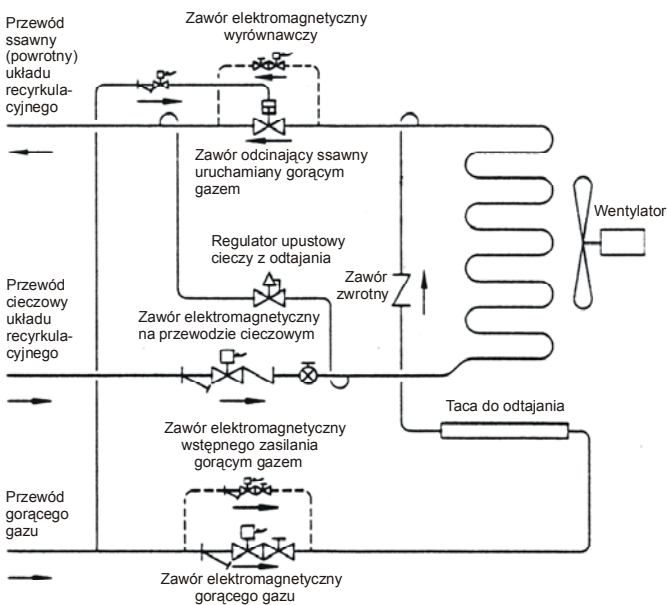 Przewód
ssawny
(powrotny)
układu
recyrkula-
cyjnego
Zawór elektromagnetyczny
wyrównawczy
Zawór odcinający ssawny
uruchamiany gorącym
gazem
Wentylator
Regulator upustowy
cieczy z odtajania
Zawór
zwrotny
Przewód
cieczowy
układu
recyrkula-
cyjnego
Zawór elektromagnetyczny
na przewodzie cieczowym
Taca do odtajania
Zawór elektromagnetyczny
wstępnego zasilania
gorącym gazem
Przewód
gorącego
gazu
Zawór elektromagnetyczny
gorącego gazu